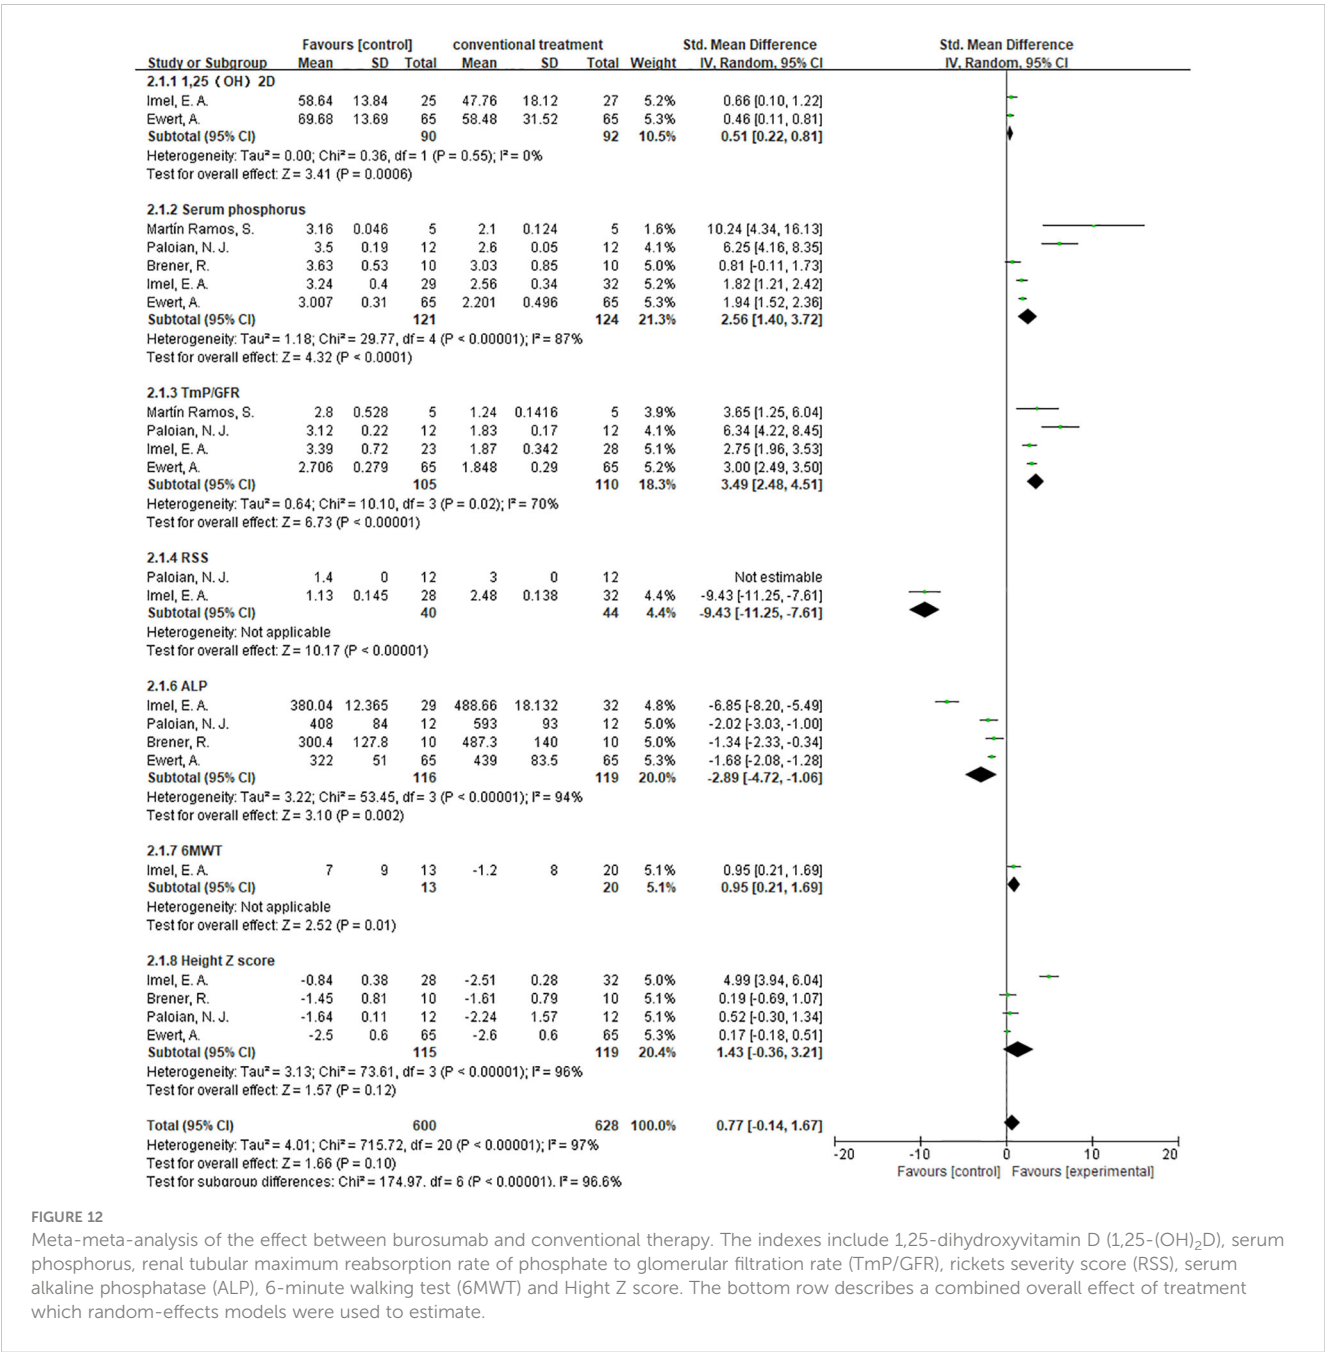 Favours [control] conventional treatment Std. Mean Difference Std. Mean Difference
Study or Subgroup Mean SD Total Mean SD Total Weight IV, Random, 95% CI IV, Random, 95% CI
2.1.1 1,25 (OH) 2D
Imel, E. A. 58.64 13.84 25 47.76 18.12 27 5.2% 0.66 [0.10, 1.22]
Ewert, A. 69.68 13.69 65 58.48 31.52 65 5.3% 0.46 [0.11, 0.81]
Subtotal (95% CI) 90 92 10.5% 0.51 [0.22, 0.81]
Heterogeneity: Tau² = 0.00; Chi² = 0.36, df = 1 (P = 0.55); I² = 0%
Test for overall effect: Z = 3.41 (P = 0.0006)
2.1.2 Serum phosphorus
Martín Ramos, S. 3.16 0.046 5 2.1 0.124 5 1.6% 10.24 [4.34, 16.13]
Paloian, N. J. 3.5 0.19 12 2.6 0.05 12 4.1% 6.25 [4.16, 8.35]
Brener, R. 3.63 0.53 10 3.03 0.85 10 5.0% 0.81 [-0.11, 1.73]
Imel, E. A. 3.24 0.4 29 2.56 0.34 32 5.2% 1.82 [1.21, 2.42]
Ewert, A. 3.007 0.31 65 2.201 0.496 65 5.3% 1.94 [1.52, 2.36]
Subtotal (95% CI) 121 124 21.3% 2.56 [1.40, 3.72]
Heterogeneity: Tau² = 1.18; Chi² = 29.77, df = 4 (P < 0.00001); I² = 87%
Test for overall effect: Z = 4.32 (P < 0.0001)
2.1.3 TmP/GFR
Martín Ramos, S. 2.8 0.528 5 1.24 0.1416 5 3.9% 3.65 [1.25, 6.04]
Paloian, N. J. 3.12 0.22 12 1.83 0.17 12 4.1% 6.34 [4.22, 8.45]
Imel, E. A. 3.39 0.72 23 1.87 0.342 28 5.1% 2.75 [1.96, 3.53]
Ewert, A. 2.706 0.279 65 1.848 0.29 65 5.2% 3.00 [2.49, 3.50]
Subtotal (95% CI) 105 110 18.3% 3.49 [2.48, 4.51]
Heterogeneity: Tau² = 0.64; Chi² = 10.10, df = 3 (P = 0.02); I² = 70%
Test for overall effect: Z = 6.73 (P < 0.00001)
2.1.4 RSS
Paloian, N. J. 1.4 0 12 3 0 12 Not estimable
Imel, E. A. 1.13 0.145 28 2.48 0.138 32 4.4% -9.43 [-11.25, -7.61]
Subtotal (95% CI) 40 44 4.4% -9.43 [-11.25, -7.61]
Heterogeneity: Not applicable
Test for overall effect: Z = 10.17 (P < 0.00001)
2.1.6 ALP
Imel, E. A. 380.04 12.365 29 488.66 18.132 32 4.8% -6.85 [-8.20, -5.49]
Paloian, N. J. 408 84 12 593 93 12 5.0% -2.02 [-3.03, -1.00]
Brener, R. 300.4 127.8 10 487.3 140 10 5.0% -1.34 [-2.33, -0.34]
Ewert, A. 322 51 65 439 83.5 65 5.3% -1.68 [-2.08, -1.28]
Subtotal (95% CI) 116 119 20.0% -2.89 [-4.72, -1.06]
Heterogeneity: Tau² = 3.22; Chi² = 53.45, df = 3 (P < 0.00001); I² = 94%
Test for overall effect: Z = 3.10 (P = 0.002)
2.1.7 6MWT
Imel, E. A. 7 9 13 -1.2 8 20 5.1% 0.95 [0.21, 1.69]
Subtotal (95% CI) 13 20 5.1% 0.95 [0.21, 1.69]
Heterogeneity: Not applicable
Test for overall effect: Z = 2.52 (P = 0.01)
2.1.8 Height Z score
Imel, E. A. -0.84 0.38 28 -2.51 0.28 32 5.0% 4.99 [3.94, 6.04]
Brener, R. -1.45 0.81 10 -1.61 0.79 10 5.1% 0.19 [-0.69, 1.07]
Paloian, N. J. -1.64 0.11 12 -2.24 1.57 12 5.1% 0.52 [-0.30, 1.34]
Ewert, A. -2.5 0.6 65 -2.6 0.6 65 5.3% 0.17 [-0.18, 0.51]
Subtotal (95% CI) 115 119 20.4% 1.43 [-0.36, 3.21]
Heterogeneity: Tau² = 3.13; Chi² = 73.61, df = 3 (P < 0.00001); I² = 96%
Test for overall effect: Z = 1.57 (P = 0.12)
Total (95% CI) 600 628 100.0% 0.77 [-0.14, 1.67]
Heterogeneity: Tau² = 4.01; Chi² = 715.72, df = 20 (P < 0.00001); I² = 97%
Test for overall effect: Z = 1.66 (P = 0.10)
Test for subgroup differences: Chi² = 174.97, df = 6 (P < 0.00001), I² = 96.6%
-20 -10 0 10 20
Favours [control] Favours [experimental]
FIGURE 12
Meta-meta-analysis of the effect between burosumab and conventional therapy. The indexes include 1,25-dihydroxyvitamin D (1,25-(OH)₂D), serum
phosphorus, renal tubular maximum reabsorption rate of phosphate to glomerular filtration rate (TmP/GFR), rickets severity score (RSS), serum
alkaline phosphatase (ALP), 6-minute walking test (6MWT) and Hight Z score. The bottom row describes a combined overall effect of treatment
which random-effects models were used to estimate.